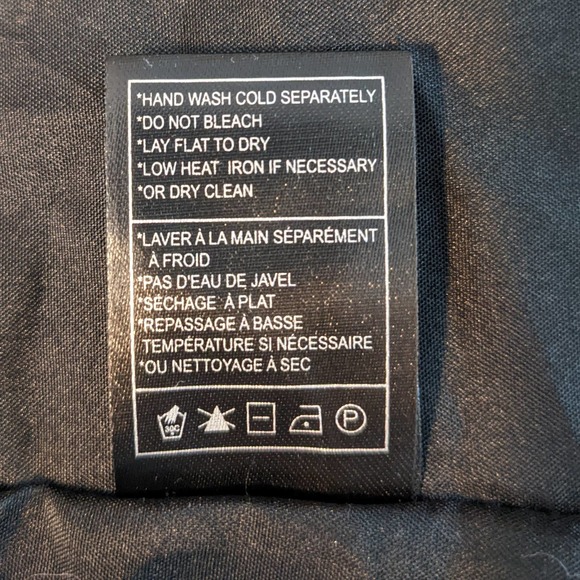 *HAND WASH COLD SEPARATELY
*DO NOT BLEACH
*LAY FLAT TO DRY
*LOW HEAT IRON IF NECESSARY
*OR DRY CLEAN
*LAVER À LA MAIN SÉPARÉMENT
À FROID
*PAS D'EAU DE JAVEL
*SÉCHAGE À PLAT
*REPASSAGE À BASSE
TEMPÉRATURE SI NÉCESSAIRE
*OU NETTOYAGE À SEC
30C P